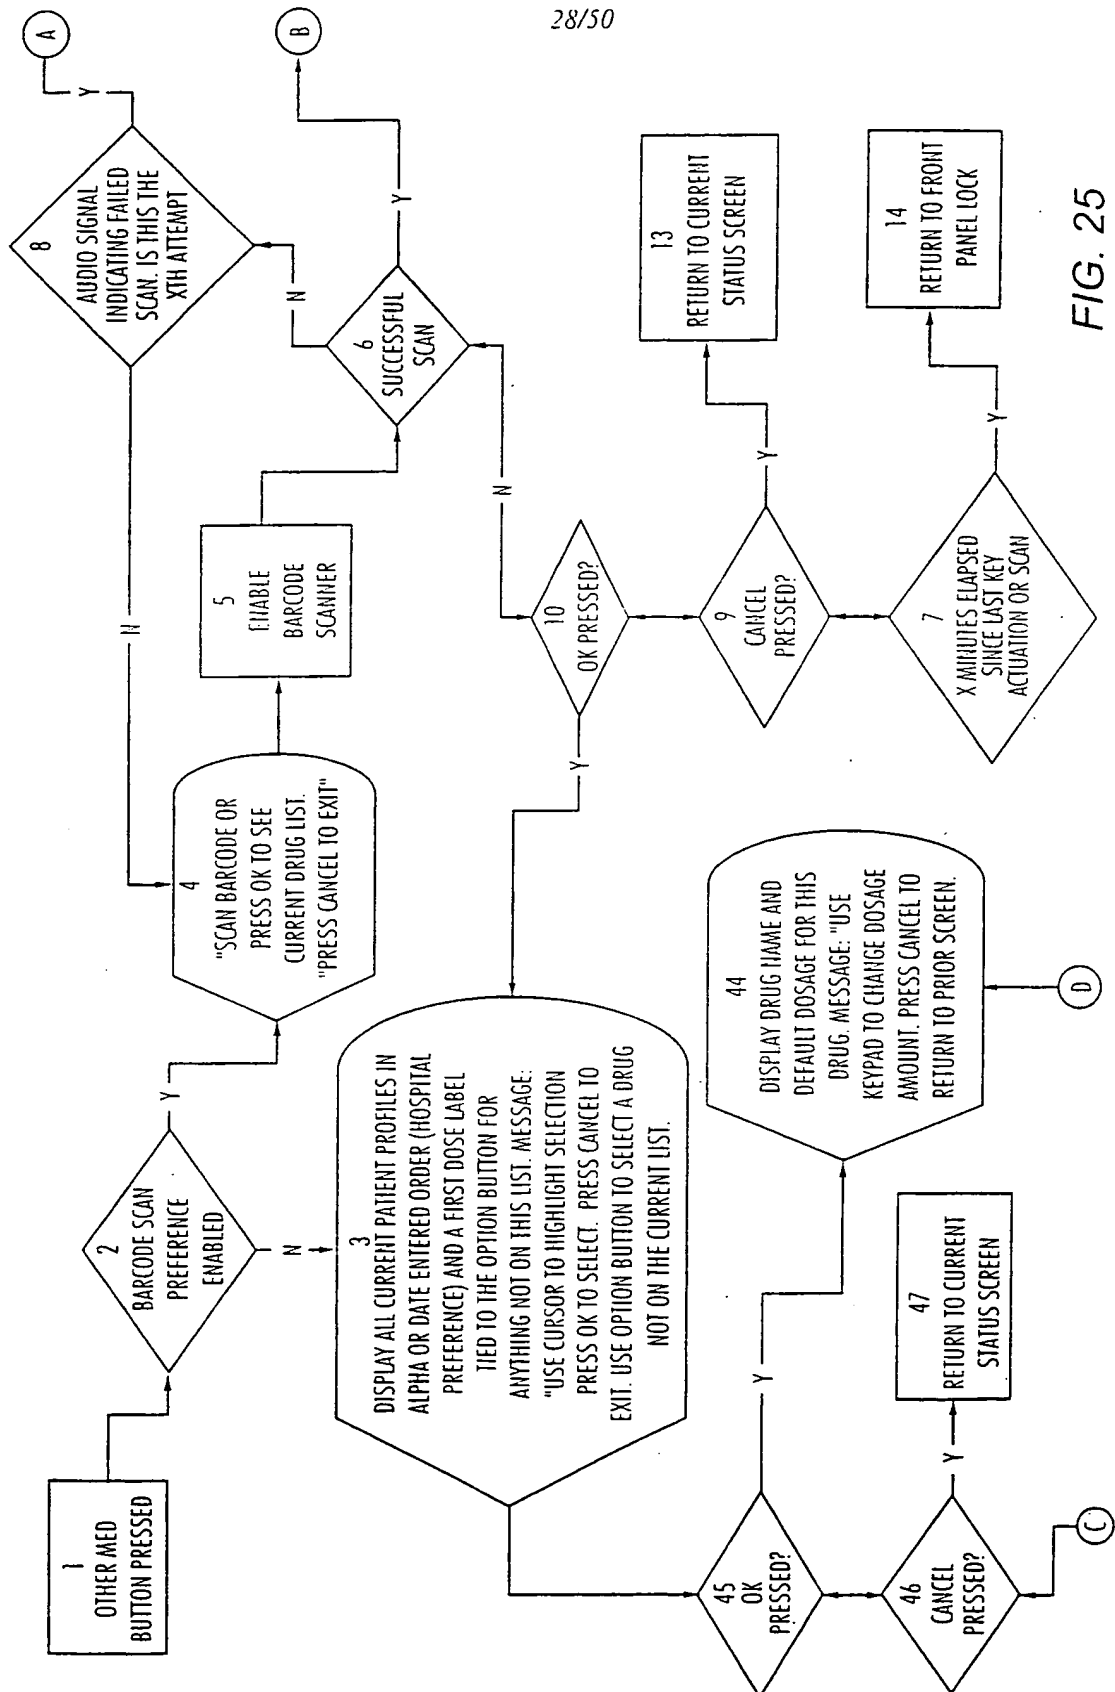 28/50
1
OTHER MED
BUTTON PRESSED
2
BARCODE SCAN
PREFERENCE
ENABLED
Y
N
4
"SCAN BARCODE OR
PRESS OK TO SEE
CURRENT DRUG LIST.
"PRESS CANCEL TO EXIT"
5
ENABLE
BARCODE
SCANNER
6
SUCCESSFUL
SCAN
Y
N
N
8
AUDIO SIGNAL
INDICATING FAILED
SCAN. IS THIS THE
XTH ATTEMPT
Y
N
A
B
3
DISPLAY ALL CURRENT PATIENT PROFILES IN
ALPHA OR DATE ENTERED ORDER (HOSPITAL
PREFERENCE) AND A FIRST DOSE LABEL
TIED TO THE OPTION BUTTON FOR
ANYTHING NOT ON THIS LIST. MESSAGE:
"USE CURSOR TO HIGHLIGHT SELECTION
PRESS OK TO SELECT. PRESS CANCEL TO
EXIT. USE OPTION BUTTON TO SELECT A DRUG
NOT ON THE CURRENT LIST.
10
OK PRESSED?
Y
9
CANCEL
PRESSED?
Y
13
RETURN TO CURRENT
STATUS SCREEN
7
X MINUTES ELAPSED
SINCE LAST KEY
ACTUATION OR SCAN
Y
14
RETURN TO FRONT
PANEL LOCK
45
OK
PRESSED?
Y
44
DISPLAY DRUG NAME AND
DEFAULT DOSAGE FOR THIS
DRUG. MESSAGE: "USE
KEYPAD TO CHANGE DOSAGE
AMOUNT. PRESS CANCEL TO
RETURN TO PRIOR SCREEN.
D
46
CANCEL
PRESSED?
Y
47
RETURN TO CURRENT
STATUS SCREEN
C
FIG. 25